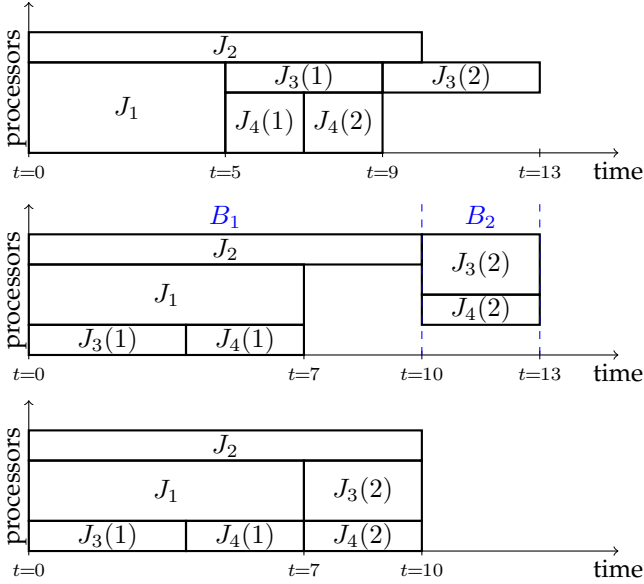 J2
J1
J3(1)
J3(2)
J4(1)
J4(2)
processors
t=0
t=5
t=9
t=13
time
B1
B2
J2
J3(2)
J1
J4(2)
J3(1)
J4(1)
processors
t=0
t=7
t=10
t=13
time
J2
J1
J3(2)
J3(1)
J4(1)
J4(2)
processors
t=0
t=7
t=10
time